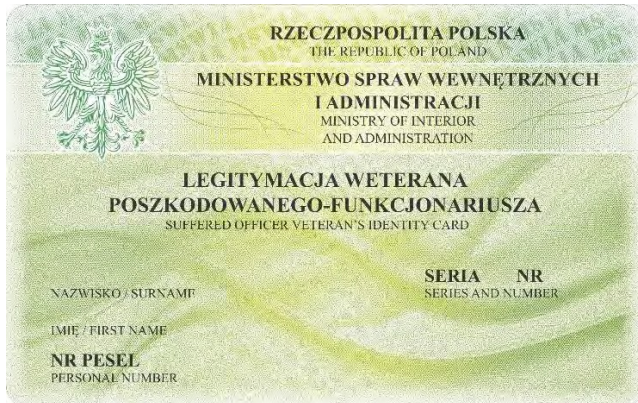 RZECZPOSPOLITA POLSKA
THE REPUBLIC OF POLAND
MINISTERSTWO SPRAW WEWNĘTRZNYCH
I ADMINISTRACJI
MINISTRY OF INTERIOR
AND ADMINISTRATION
LEGITYMACJA WETERANA
POSZKODOWANEGO-FUNKCJONARIUSZA
SUFFERED OFFICER VETERAN'S IDENTITY CARD
SERIA NR
SERIES AND NUMBER
NAZWISKO / SURNAME
IMIĘ / FIRST NAME
NR PESEL
PERSONAL NUMBER